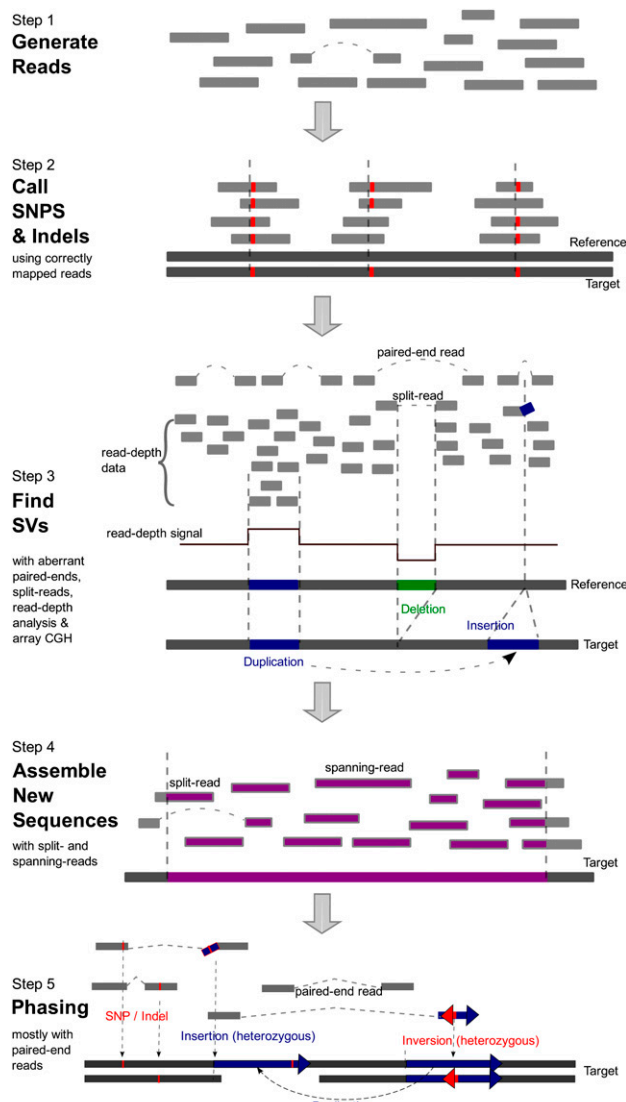 Step 1
Generate
Reads
Step 2
Call
SNPS
& Indels
using correctly
mapped reads
Reference
Target
paired-end read
split-read
read-depth
data
Step 3
Find
SVs
with aberrant
paired-ends,
split-reads,
read-depth
analysis &
array CGH
read-depth signal
Reference
Deletion
Insertion
Target
Duplication
Step 4
Assemble
New
Sequences
with split- and
spanning-reads
split-read
spanning-read
Target
Step 5
Phasing
mostly with
paired-end
reads
paired-end read
SNP / Indel
Insertion (heterozygous)
Inversion (heterozygous)
Target